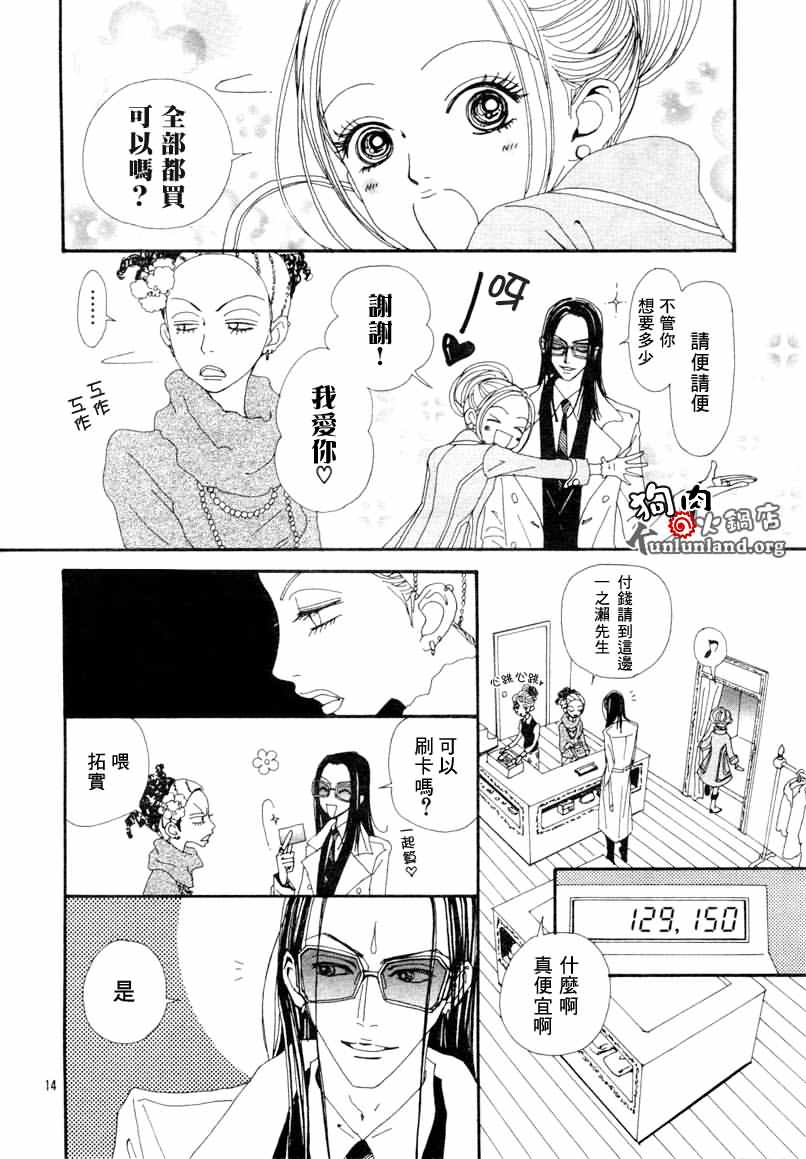 全部都買
可以嗎?
請便請便
不管你
想要多少
呀
謝謝!
我愛你♡
……
工作
工作
狗肉
火鍋店
Kunlunland.org
付錢請到這邊
一之瀨先生
心跳心跳
129,150
什麼啊
真便宜啊
可以
刷卡嗎?
一起算♡
喂
拓實
是
14